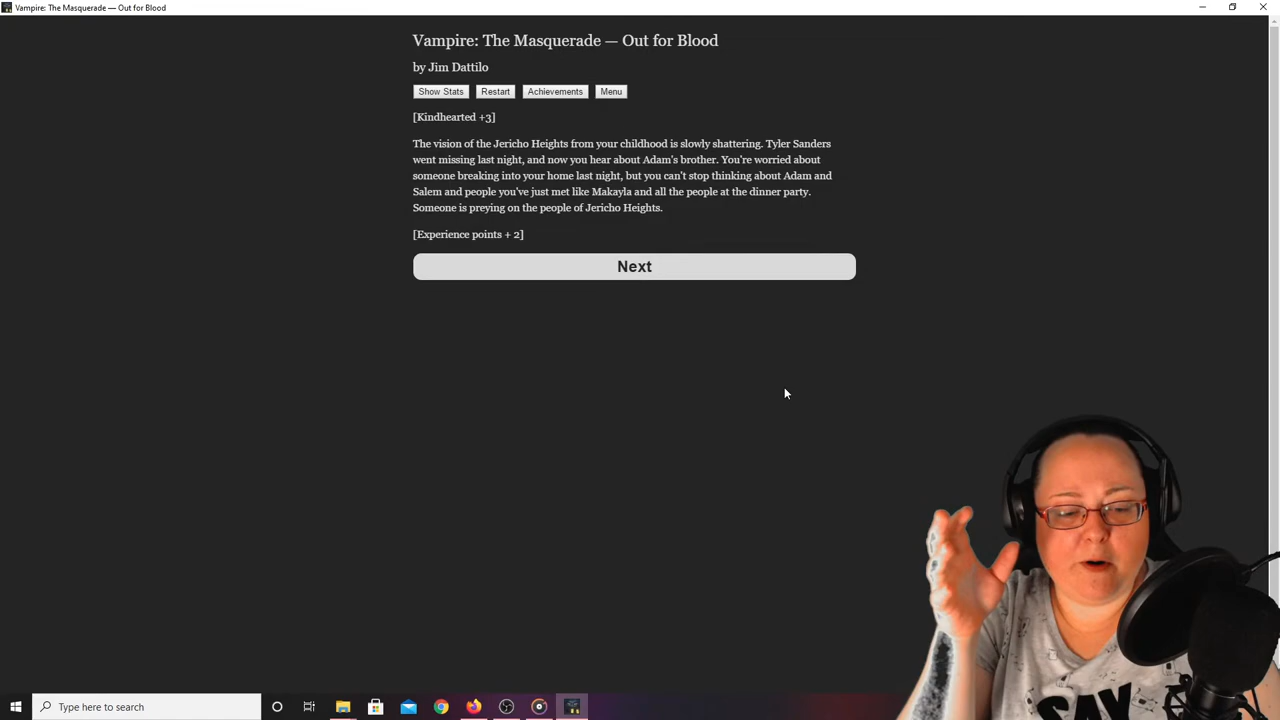 Vampire: The Masquerade — Out for Blood
Vampire: The Masquerade — Out for Blood
by Jim Dattilo
Show Stats Restart Achievements Menu
[Kindhearted +3]
The vision of the Jericho Heights from your childhood is slowly shattering. Tyler Sanders
went missing last night, and now you hear about Adam's brother. You're worried about
someone breaking into your home last night, but you can't stop thinking about Adam and
Salem and people you've just met like Makayla and all the people at the dinner party.
Someone is preying on the people of Jericho Heights.
[Experience points + 2]
Next
SAY
Type here to search